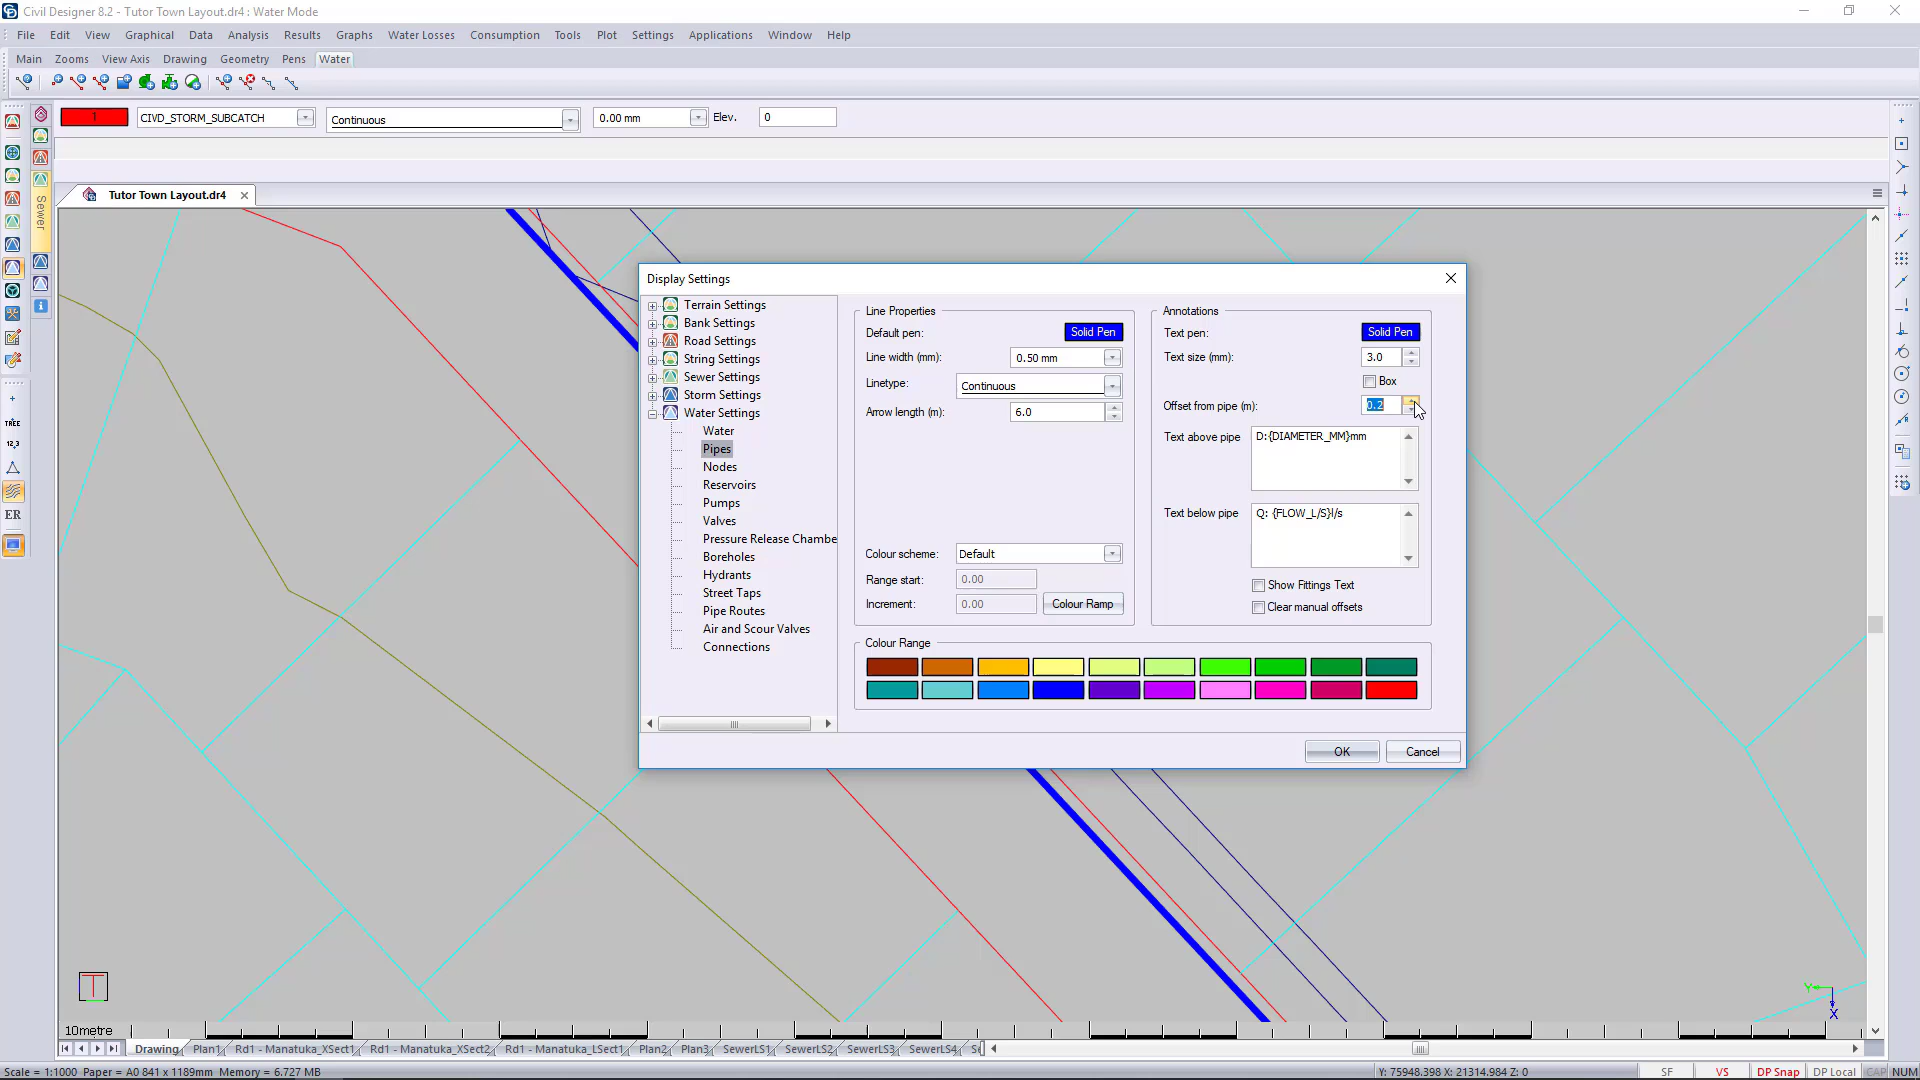 Civil Designer 8.2 - Tutor Town Layout.dr4 : Water Mode
File Edit View Graphical Data Analysis Results Graphs Water Losses Consumption Tools Plot Settings Applications Window Help
Main Zooms View Axis Drawing Geometry Pens Water
1 CIVD_STORM_SUBCATCH Continuous 0.00 mm Elev. 0
Tutor Town Layout.dr4
Sewer
TREE
12.3
ER
Display Settings
Terrain Settings
Bank Settings
Road Settings
String Settings
Sewer Settings
Storm Settings
Water Settings
Water
Pipes
Nodes
Reservoirs
Pumps
Valves
Pressure Release Chambe
Boreholes
Hydrants
Street Taps
Pipe Routes
Air and Scour Valves
Connections
Line Properties
Default pen: Solid Pen
Line width (mm): 0.50 mm
Linetype: Continuous
Arrow length (m): 6.0
Colour scheme: Default
Range start: 0.00
Increment: 0.00 Colour Ramp
Annotations
Text pen: Solid Pen
Text size (mm): 3.0
Box
Offset from pipe (m): 0.2
Text above pipe D:{DIAMETER_MM}mm
Text below pipe Q: {FLOW_L/S}l/s
Show Fittings Text
Clear manual offsets
Colour Range
OK Cancel
T
Y
X
10metre
Drawing Plan1 Rd1 - Manatuka_XSect1 Rd1 - Manatuka_XSect2 Rd1 - Manatuka_LSect1 Plan2 Plan3 SewerLS1 SewerLS2 SewerLS3 SewerLS4 Se
Scale = 1:1000 Paper = A0 841 x 1189mm Memory = 6.727 MB Y: 75948.398 X: 21314.984 Z: 0 SF VS DP Snap DP Local CAP NUM